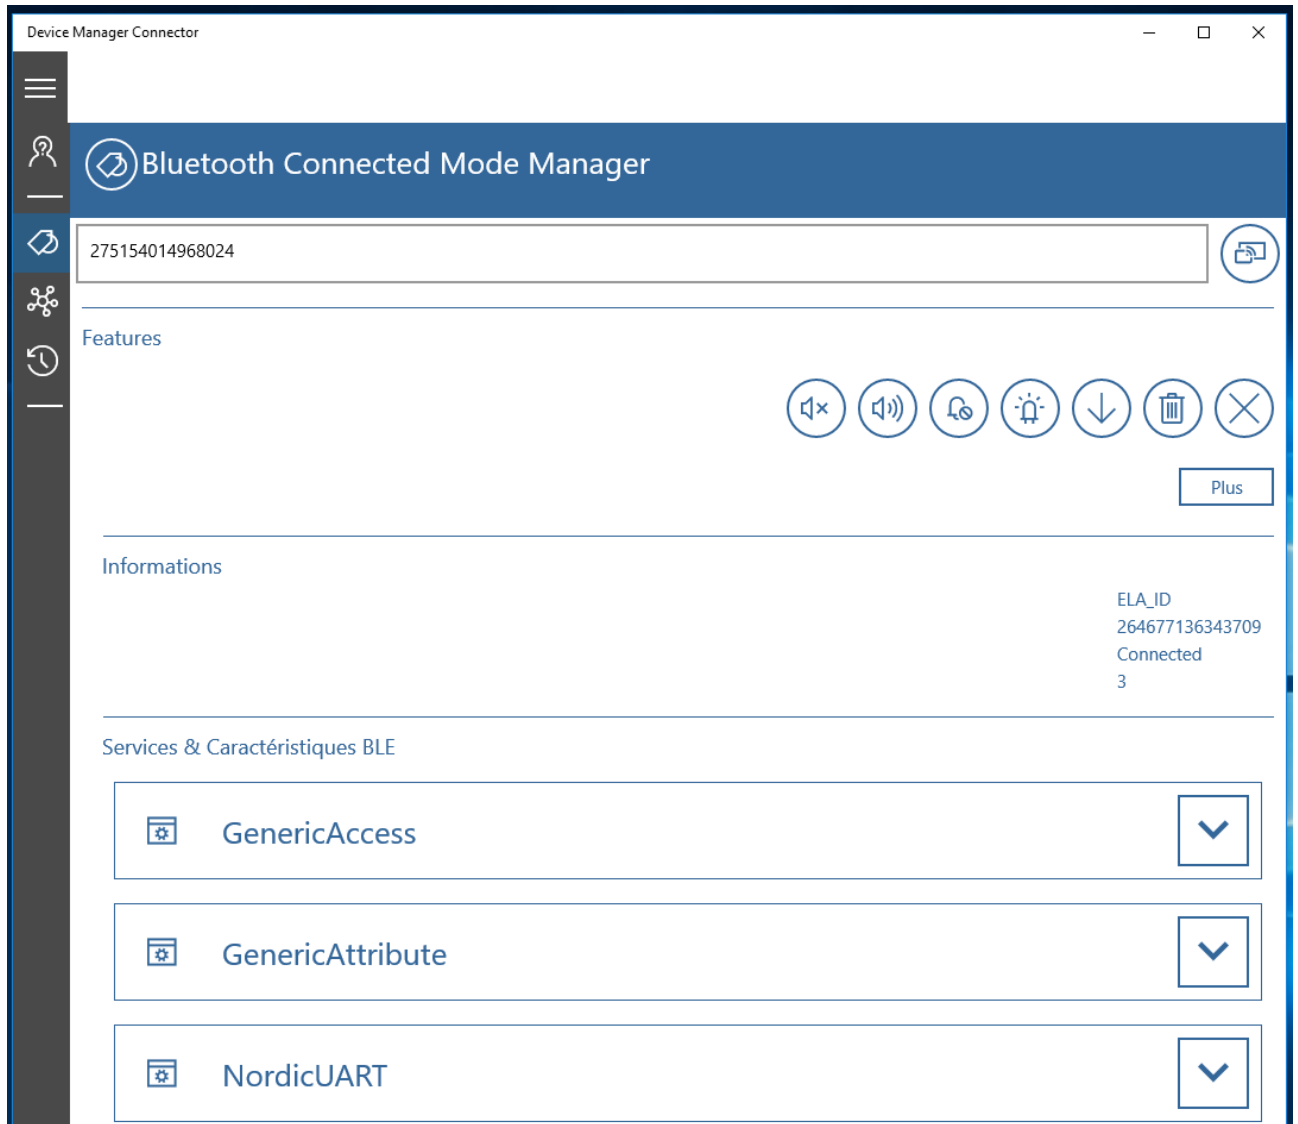 Device Manager Connector
Bluetooth Connected Mode Manager
275154014968024
Features
Plus
Informations
ELA_ID
264677136343709
Connected
3
Services & Caractéristiques BLE
GenericAccess
GenericAttribute
NordicUART